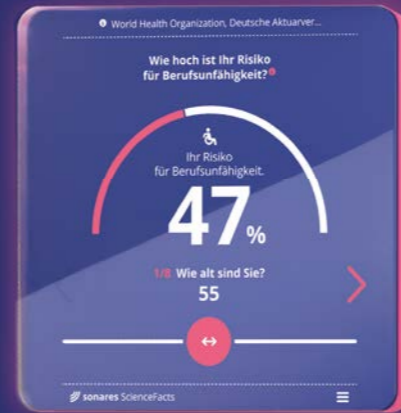 World Health Organization, Deutsche Aktuarver...
Wie hoch ist Ihr Risiko
für Berufsunfähigkeit?
Ihr Risiko
für Berufsunfähigkeit.
47%
1/8 Wie alt sind Sie?
55
sonares ScienceFacts